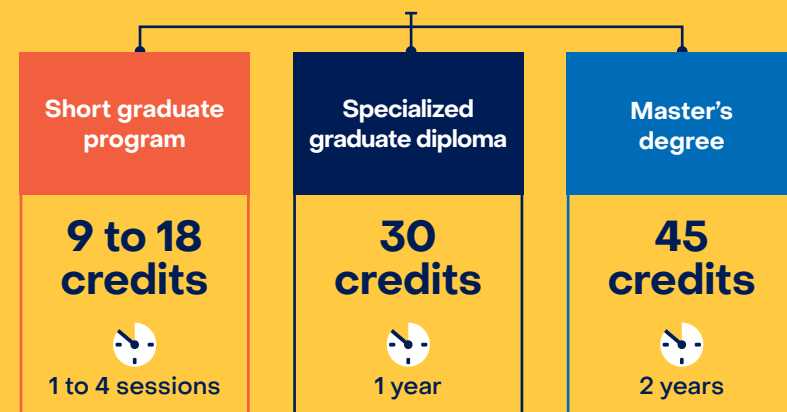 Short graduate
program
9 to 18
credits
1 to 4 sessions
Specialized
graduate diploma
30
credits
1 year
Master's
degree
45
credits
2 years